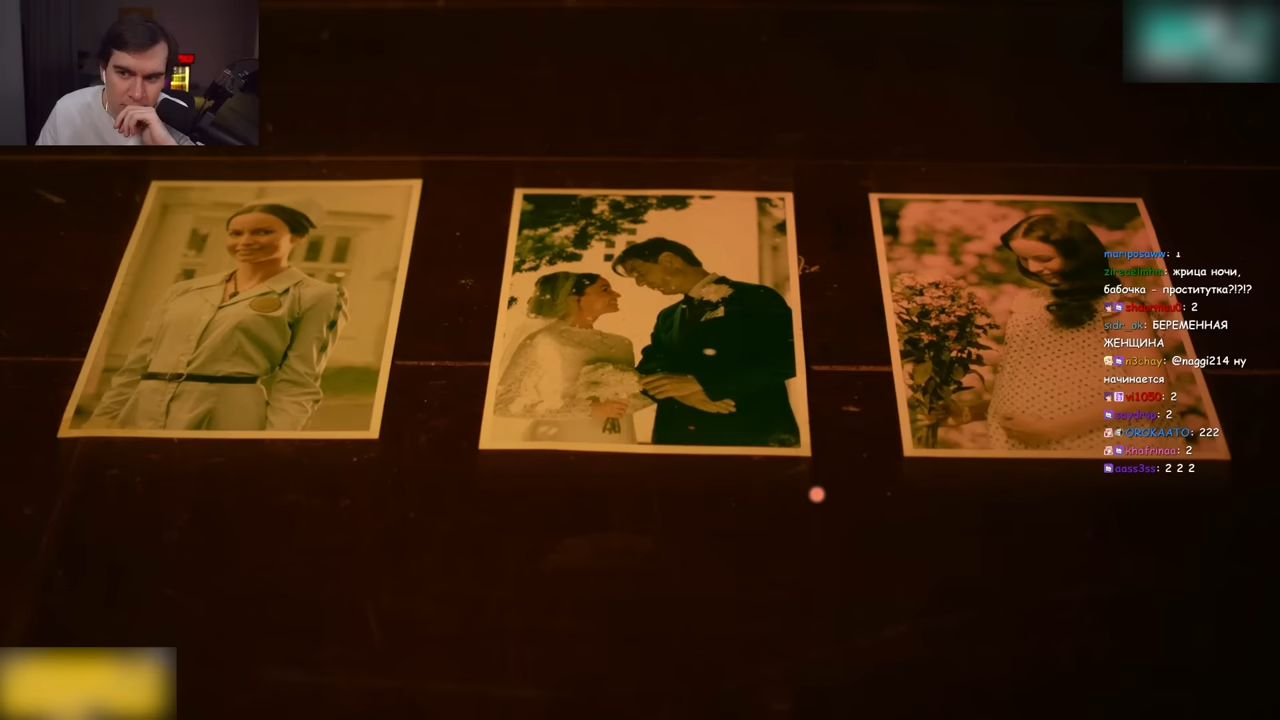 mariposaww: 1
жрица ночи,
бабочка - проститутка?!?!?
: 2
sidr_ok: БЕРЕМЕННАЯ
ЖЕНЩИНА
n3chay: @naggi214 ну
начинается
vi1050: 2
: 2
OROKAATO: 222
khafrinaa: 2
aass3ss: 2 2 2